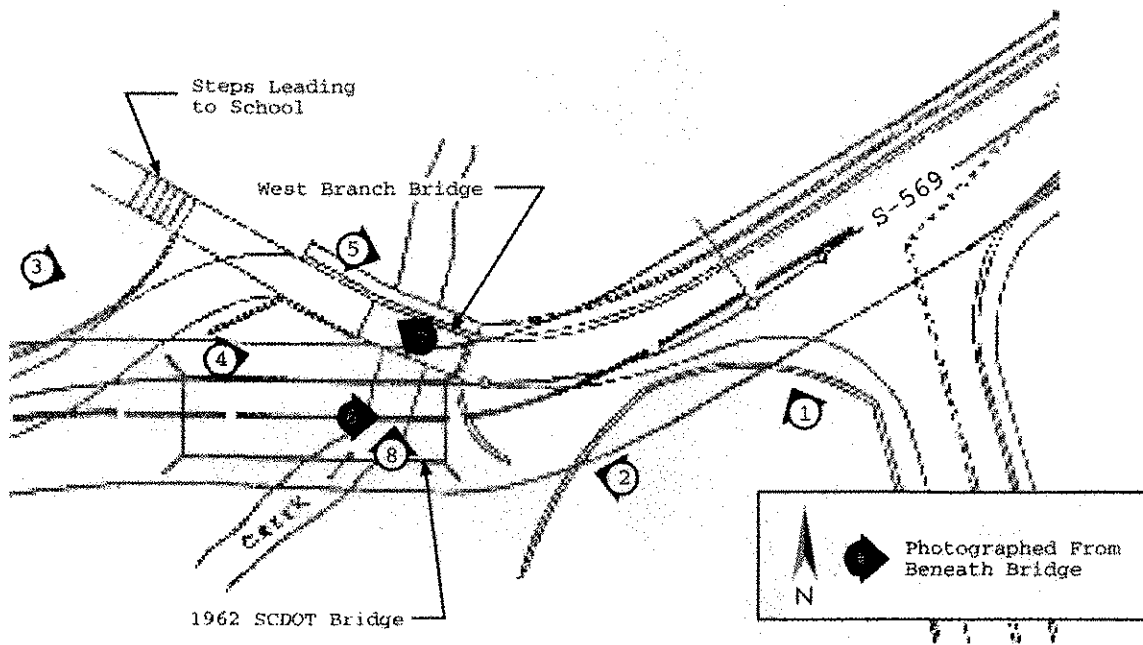 Steps Leading
to School
West Branch Bridge
S-569
5
3
4
1
8
2
CREEK
1962 SCDOT Bridge
N
Photographed From
Beneath Bridge